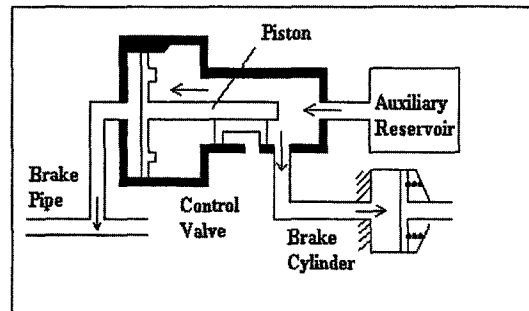 Piston
Auxiliary
Reservoir
Brake
Pipe
Control
Valve
Brake
Cylinder